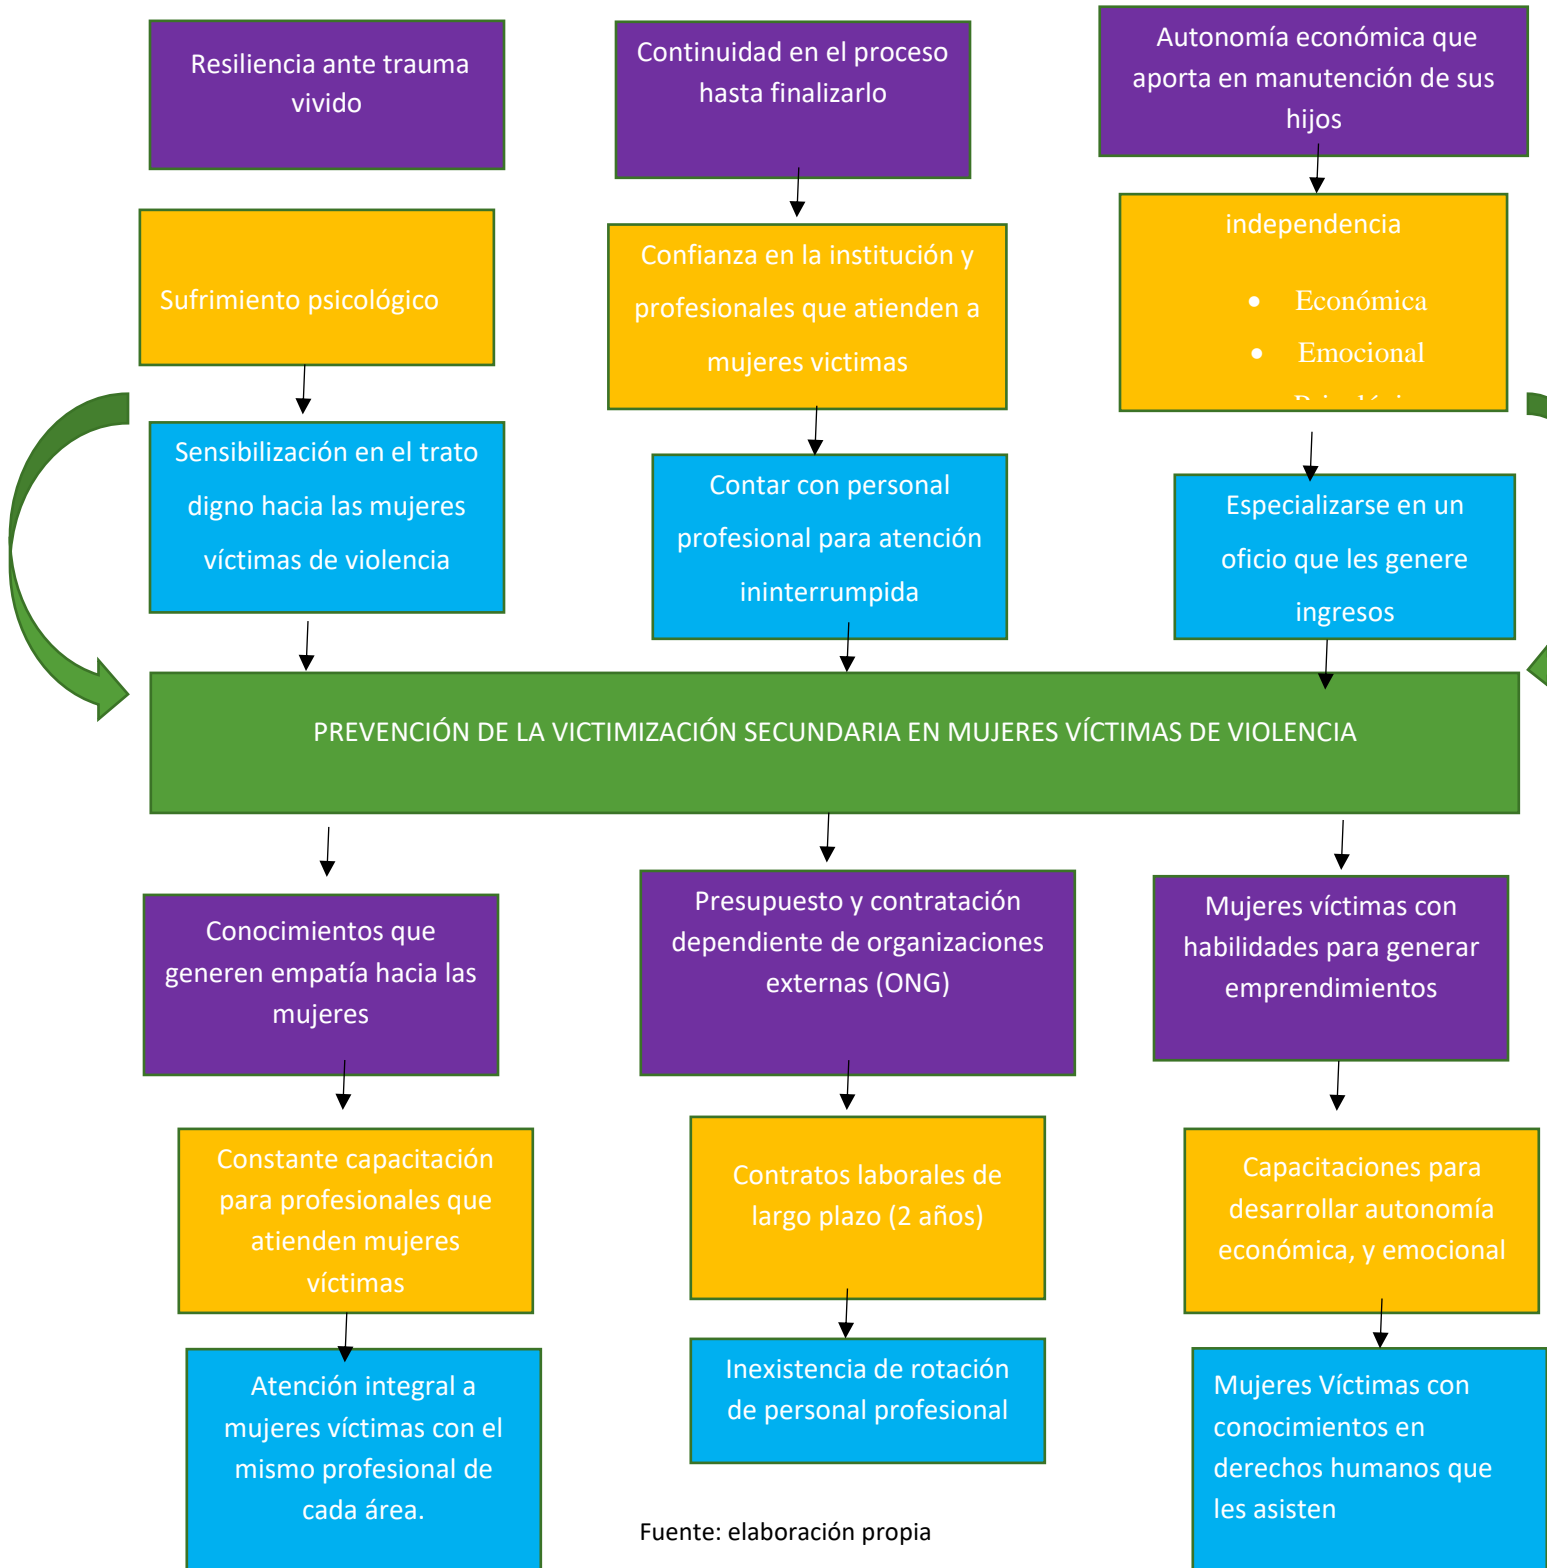 Resiliencia ante trauma
vivido
Continuidad en el proceso
hasta finalizarlo
Autonomía económica que
aporta en manutención de sus
hijos
Sufrimiento psicológico
Confianza en la institución y
profesionales que atienden a
mujeres victimas
independencia
• Económica
• Emocional
Sensibilización en el trato
digno hacia las mujeres
víctimas de violencia
Contar con personal
profesional para atención
ininterrumpida
Especializarse en un
oficio que les genere
ingresos
PREVENCIÓN DE LA VICTIMIZACIÓN SECUNDARIA EN MUJERES VÍCTIMAS DE VIOLENCIA
Conocimientos que
generen empatía hacia las
mujeres
Presupuesto y contratación
dependiente de organizaciones
externas (ONG)
Mujeres víctimas con
habilidades para generar
emprendimientos
Constante capacitación
para profesionales que
atienden mujeres
víctimas
Contratos laborales de
largo plazo (2 años)
Capacitaciones para
desarrollar autonomía
económica, y emocional
Atención integral a
mujeres víctimas con el
mismo profesional de
cada área.
Inexistencia de rotación
de personal profesional
Mujeres Víctimas con
conocimientos en
derechos humanos que
les asisten
Fuente: elaboración propia